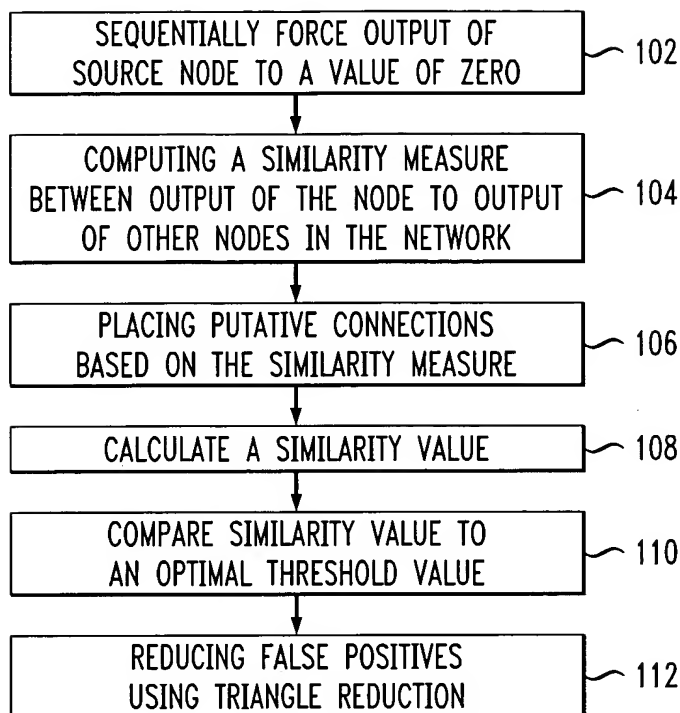 SEQUENTIALLY FORCE OUTPUT OF
SOURCE NODE TO A VALUE OF ZERO
102
COMPUTING A SIMILARITY MEASURE
BETWEEN OUTPUT OF THE NODE TO OUTPUT
OF OTHER NODES IN THE NETWORK
104
PLACING PUTATIVE CONNECTIONS
BASED ON THE SIMILARITY MEASURE
106
CALCULATE A SIMILARITY VALUE
108
COMPARE SIMILARITY VALUE TO
AN OPTIMAL THRESHOLD VALUE
110
REDUCING FALSE POSITIVES
USING TRIANGLE REDUCTION
112